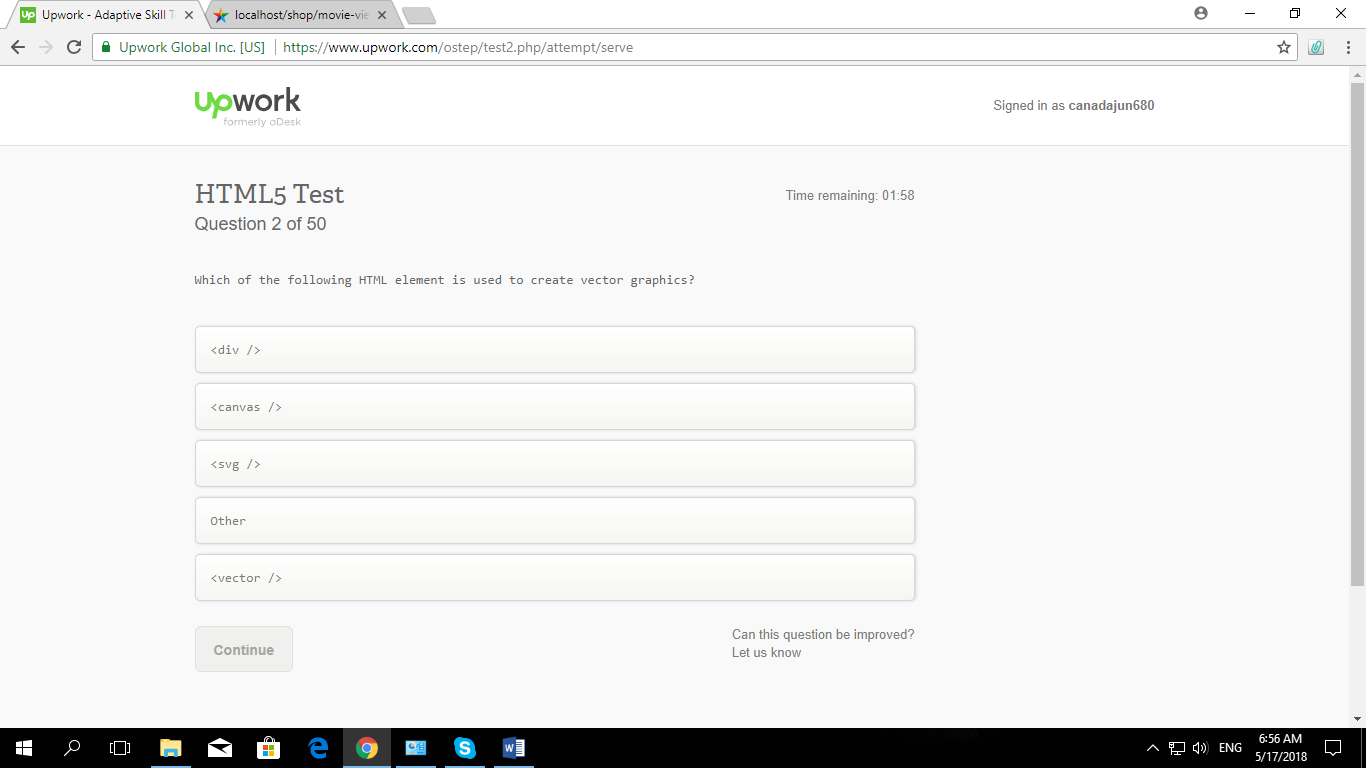 Upwork - Adaptive Skill T
localhost/shop/movie-vie
Upwork Global Inc. [US]
https://www.upwork.com/ostep/test2.php/attempt/serve
upwork
formerly oDesk
Signed in as canadajun680
HTML5 Test
Time remaining: 01:58
Question 2 of 50
Which of the following HTML element is used to create vector graphics?
<div />
<canvas />
<svg />
Other
<vector />
Continue
Can this question be improved?
Let us know
ENG
6:56 AM
5/17/2018